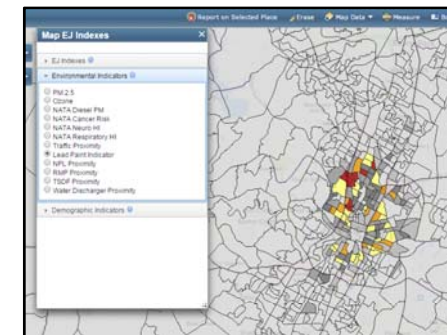 Report on Selected Place Erase Map Data Measure
Map EJ Indexes
EJ Indexes
Environmental Indicators
PM 2.5
Ozone
NATA Diesel PM
NATA Cancer Risk
NATA Neuro HI
NATA Respiratory HI
Traffic Proximity
Lead Paint Indicator
NPL Proximity
RMP Proximity
TSDF Proximity
Water Discharger Proximity
Demographic Indicators